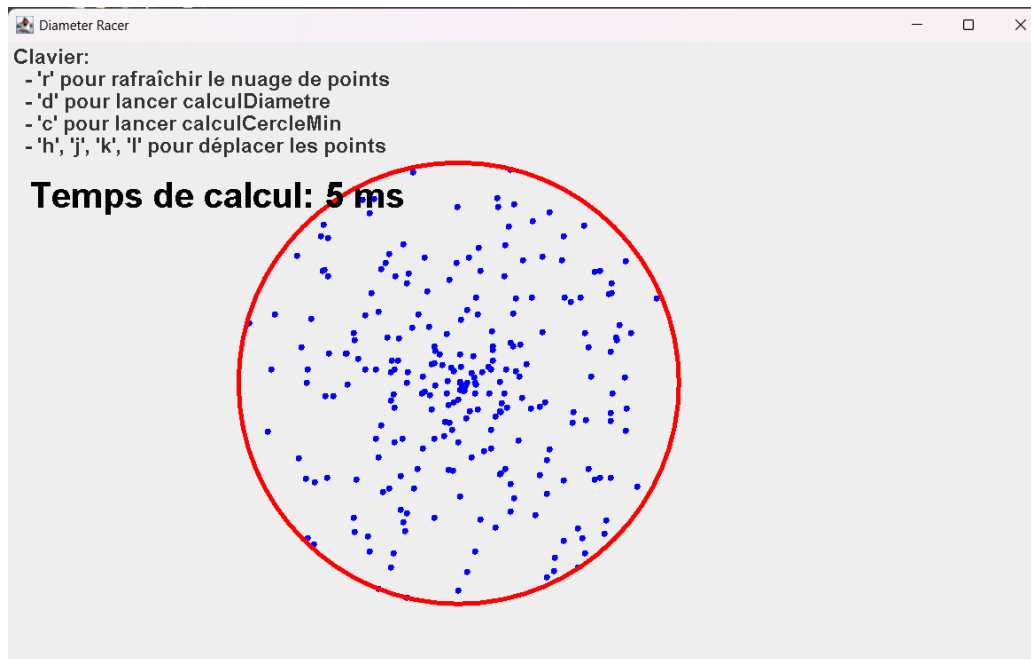 Diameter Racer
Clavier:
- 'r' pour rafraîchir le nuage de points
- 'd' pour lancer calculDiametre
- 'c' pour lancer calculCercleMin
- 'h', 'j', 'k', 'l' pour déplacer les points
Temps de calcul: 5 ms